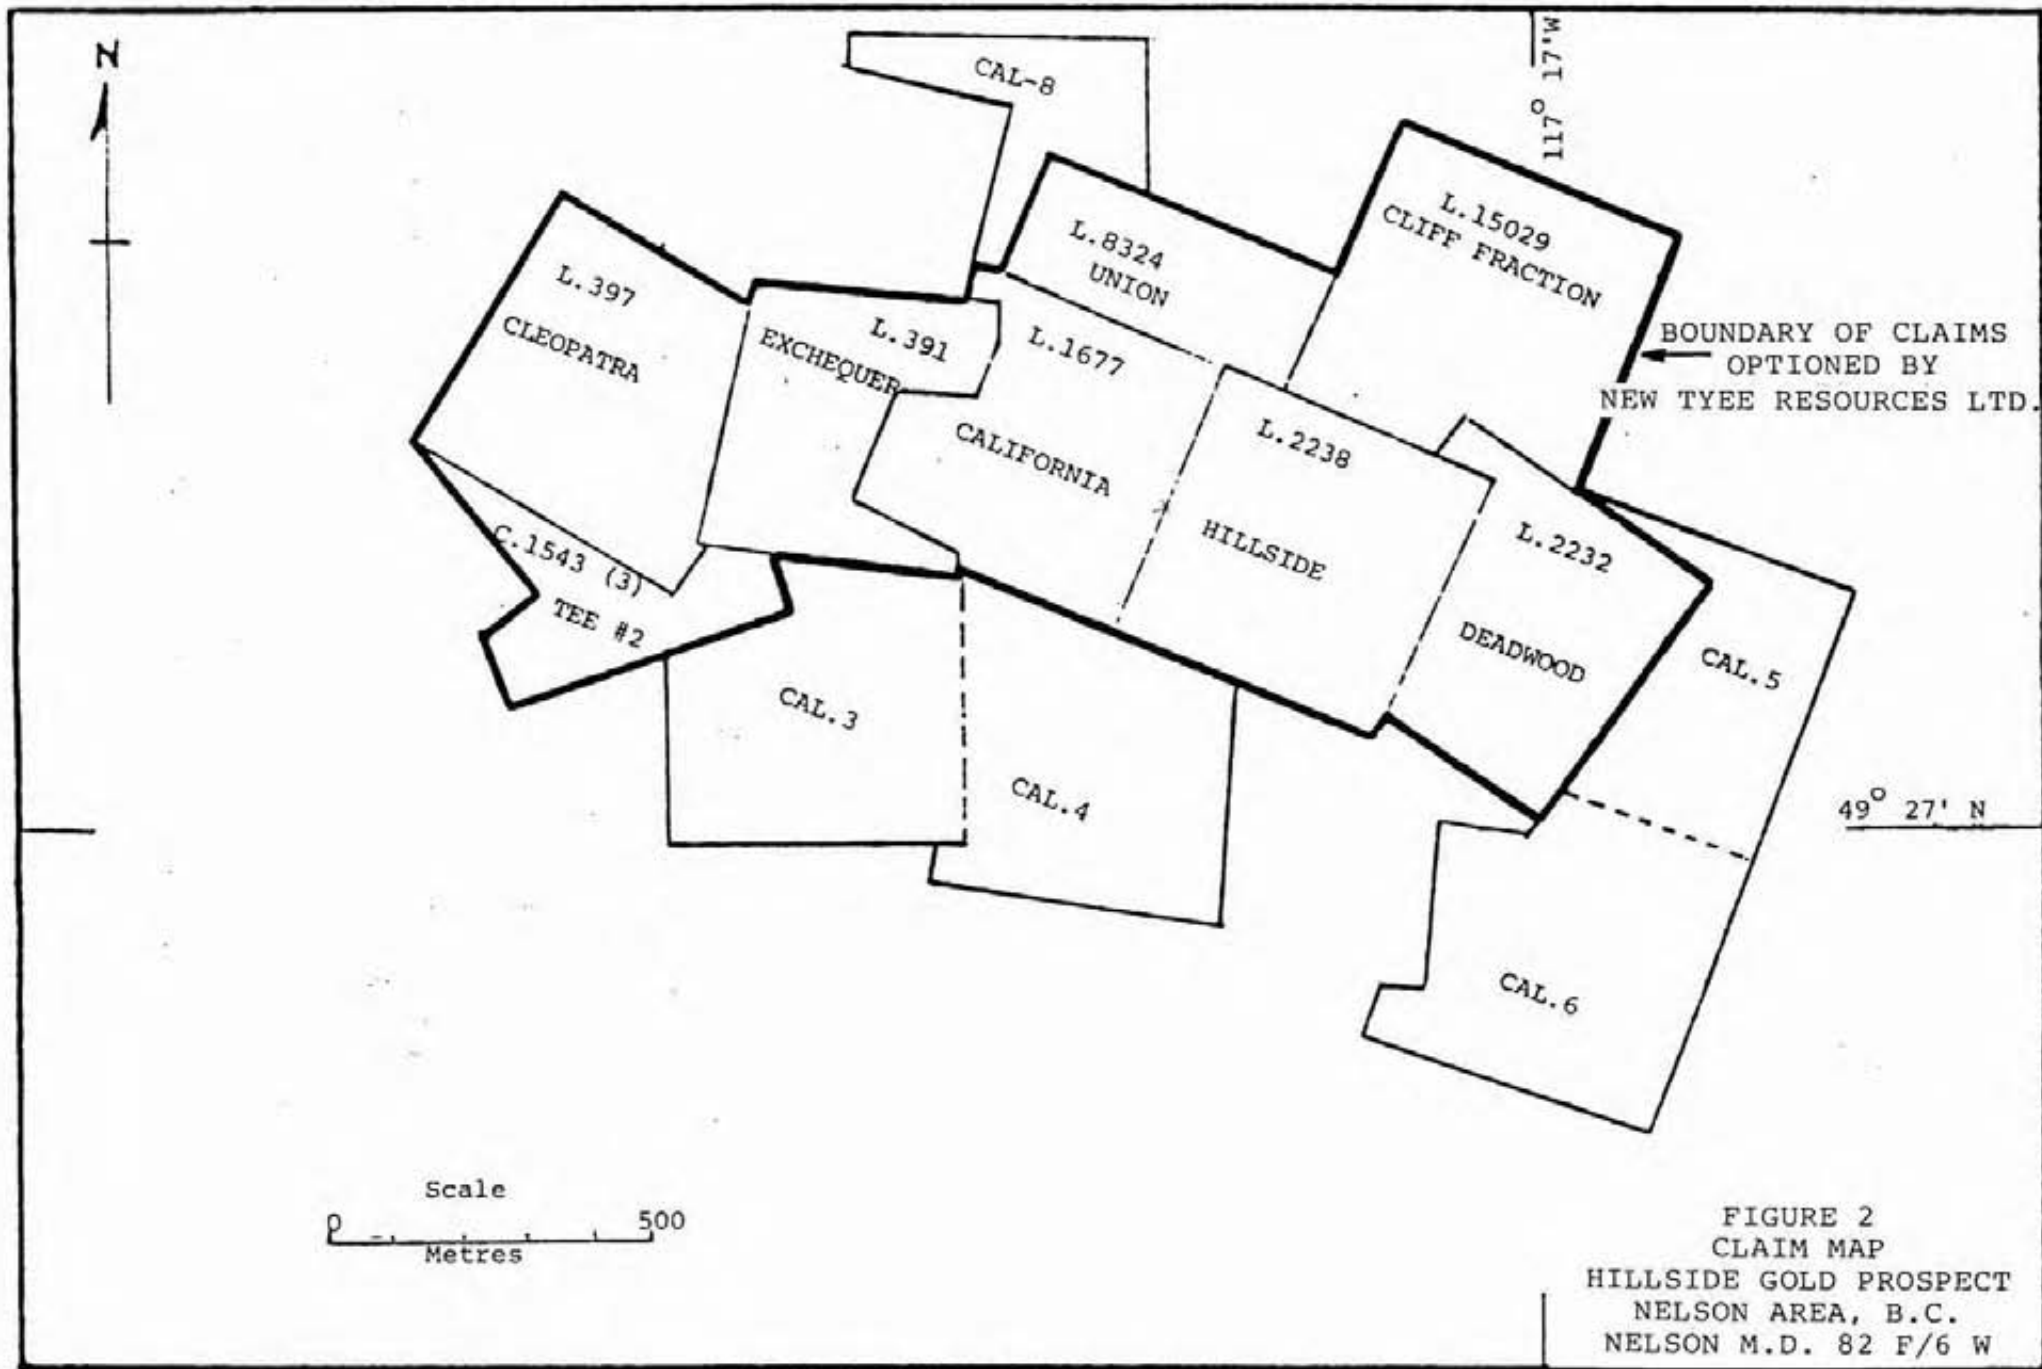 N
CAL-8
117° 17'W
L.15029
CLIFF FRACTION
L.8324
UNION
L.397
CLEOPATRA
L.391
EXCHEQUER
L.1677
CALIFORNIA
BOUNDARY OF CLAIMS
OPTIONED BY
NEW TYEE RESOURCES LTD.
L.2238
HILLSIDE
L.2232
DEADWOOD
C.1543 (3)
TEE #2
CAL.3
CAL.4
CAL.5
49° 27' N
CAL.6
Scale
0 500
Metres
FIGURE 2
CLAIM MAP
HILLSIDE GOLD PROSPECT
NELSON AREA, B.C.
NELSON M.D. 82 F/6 W